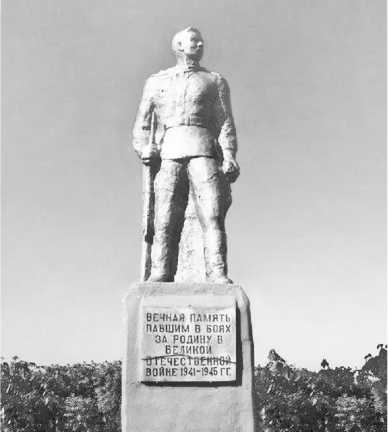 ВЕЧНАЯ ПАМЯТЬ
ПАВШИМ В БОЯХ
ЗА РОДИНУ В
ВЕЛИКОЙ
ОТЕЧЕСТВЕННОЙ
ВОЙНЕ 1941-1945 ГГ.